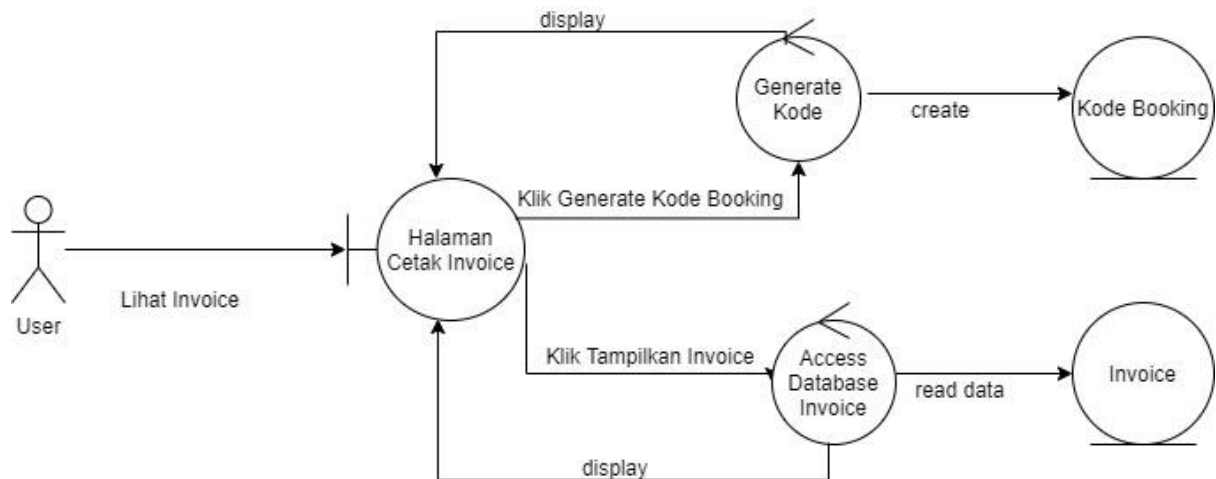 display
Generate
Kode
create
Kode Booking
Klik Generate Kode Booking
Halaman
Cetak Invoice
Lihat Invoice
User
Klik Tampilkan Invoice
Access
Database
Invoice
read data
Invoice
display